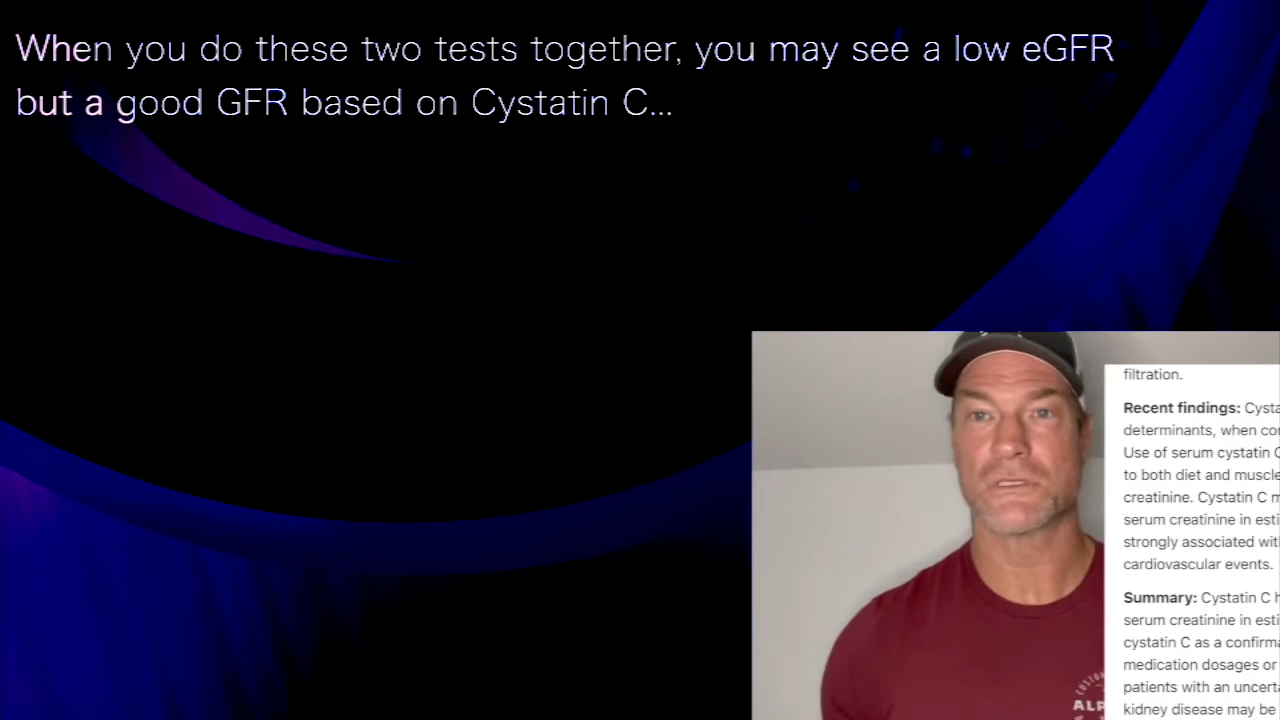 When you do these two tests together, you may see a low eGFR
but a good GFR based on Cystatin C...
filtration.
Recent findings:
determinants, when
Use of serum cystatin
to both diet and
creatinine. Cystatin C
serum creatinine in
strongly associated
cardiovascular events.
Summary: Cystatin C
serum creatinine in
cystatin C as a
medication dosages or
patients with an
kidney disease may be